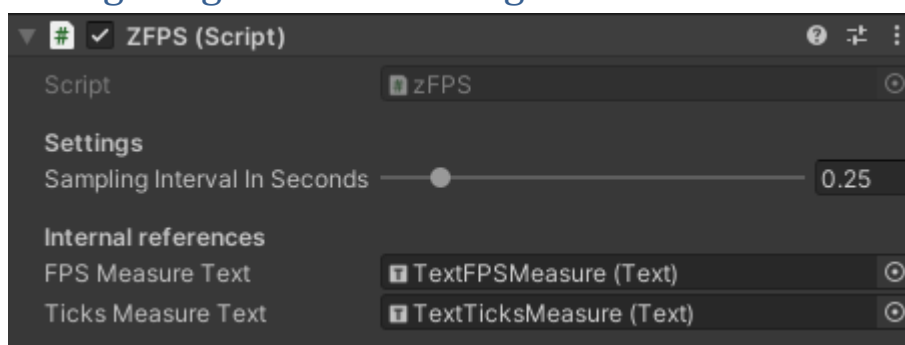 ZFPS (Script)
Script zFPS
Settings
Sampling Interval In Seconds 0.25
Internal references
FPS Measure Text TextFPSMeasure (Text)
Ticks Measure Text TextTicksMeasure (Text)